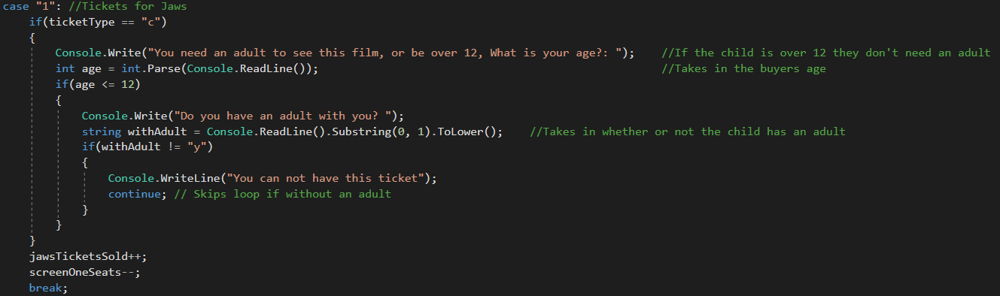 case "1": //Tickets for Jaws
if(ticketType == "c")
{
Console.Write("You need an adult to see this film, or be over 12, What is your age?: "); //If the child is over 12 they don't need an adult
int age = int.Parse(Console.ReadLine()); //Takes in the buyers age
if(age <= 12)
{
Console.Write("Do you have an adult with you? ");
string withAdult = Console.ReadLine().Substring(0, 1).ToLower(); //Takes in whether or not the child has an adult
if(withAdult != "y")
{
Console.WriteLine("You can not have this ticket");
continue; // Skips loop if without an adult
}
}
}
jawsTicketsSold++;
screenOneSeats--;
break;